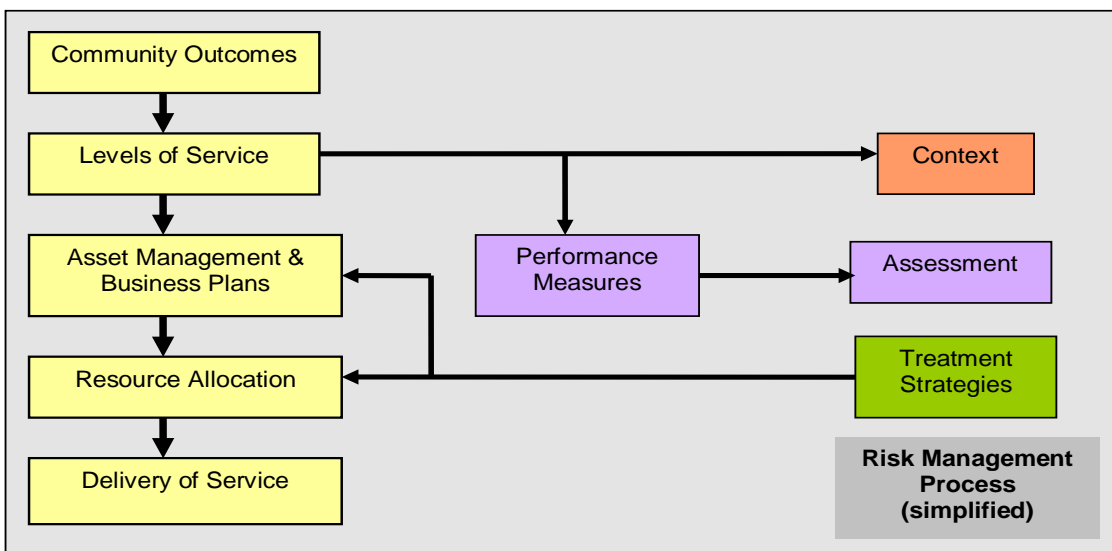 Community Outcomes
Levels of Service
Context
Asset Management &
Business Plans
Performance
Measures
Assessment
Resource Allocation
Treatment
Strategies
Delivery of Service
Risk Management
Process
(simplified)